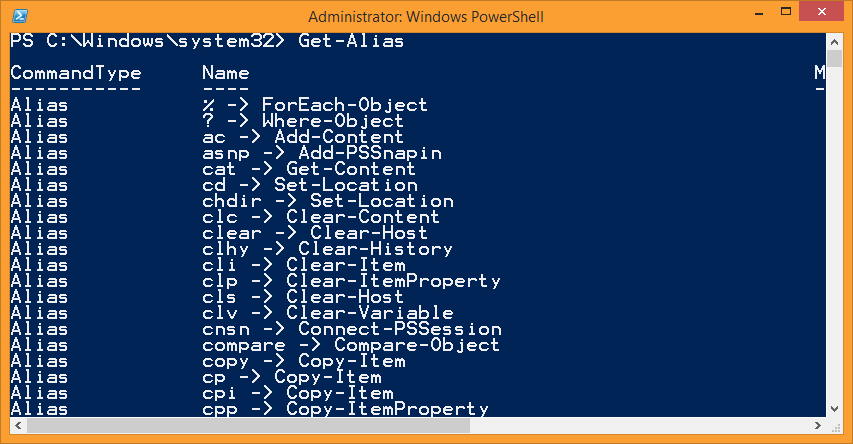 Administrator: Windows PowerShell
PS C:\Windows\system32> Get-Alias
CommandType     Name     M
-----------     ----     -
Alias           % -> ForEach-Object
Alias           ? -> Where-Object
Alias           ac -> Add-Content
Alias           asnp -> Add-PSSnapin
Alias           cat -> Get-Content
Alias           cd -> Set-Location
Alias           chdir -> Set-Location
Alias           clc -> Clear-Content
Alias           clear -> Clear-Host
Alias           clhy -> Clear-History
Alias           cli -> Clear-Item
Alias           clp -> Clear-ItemProperty
Alias           cls -> Clear-Host
Alias           clv -> Clear-Variable
Alias           cnsn -> Connect-PSSession
Alias           compare -> Compare-Object
Alias           copy -> Copy-Item
Alias           cp -> Copy-Item
Alias           cpi -> Copy-Item
Alias           cpp -> Copy-ItemProperty